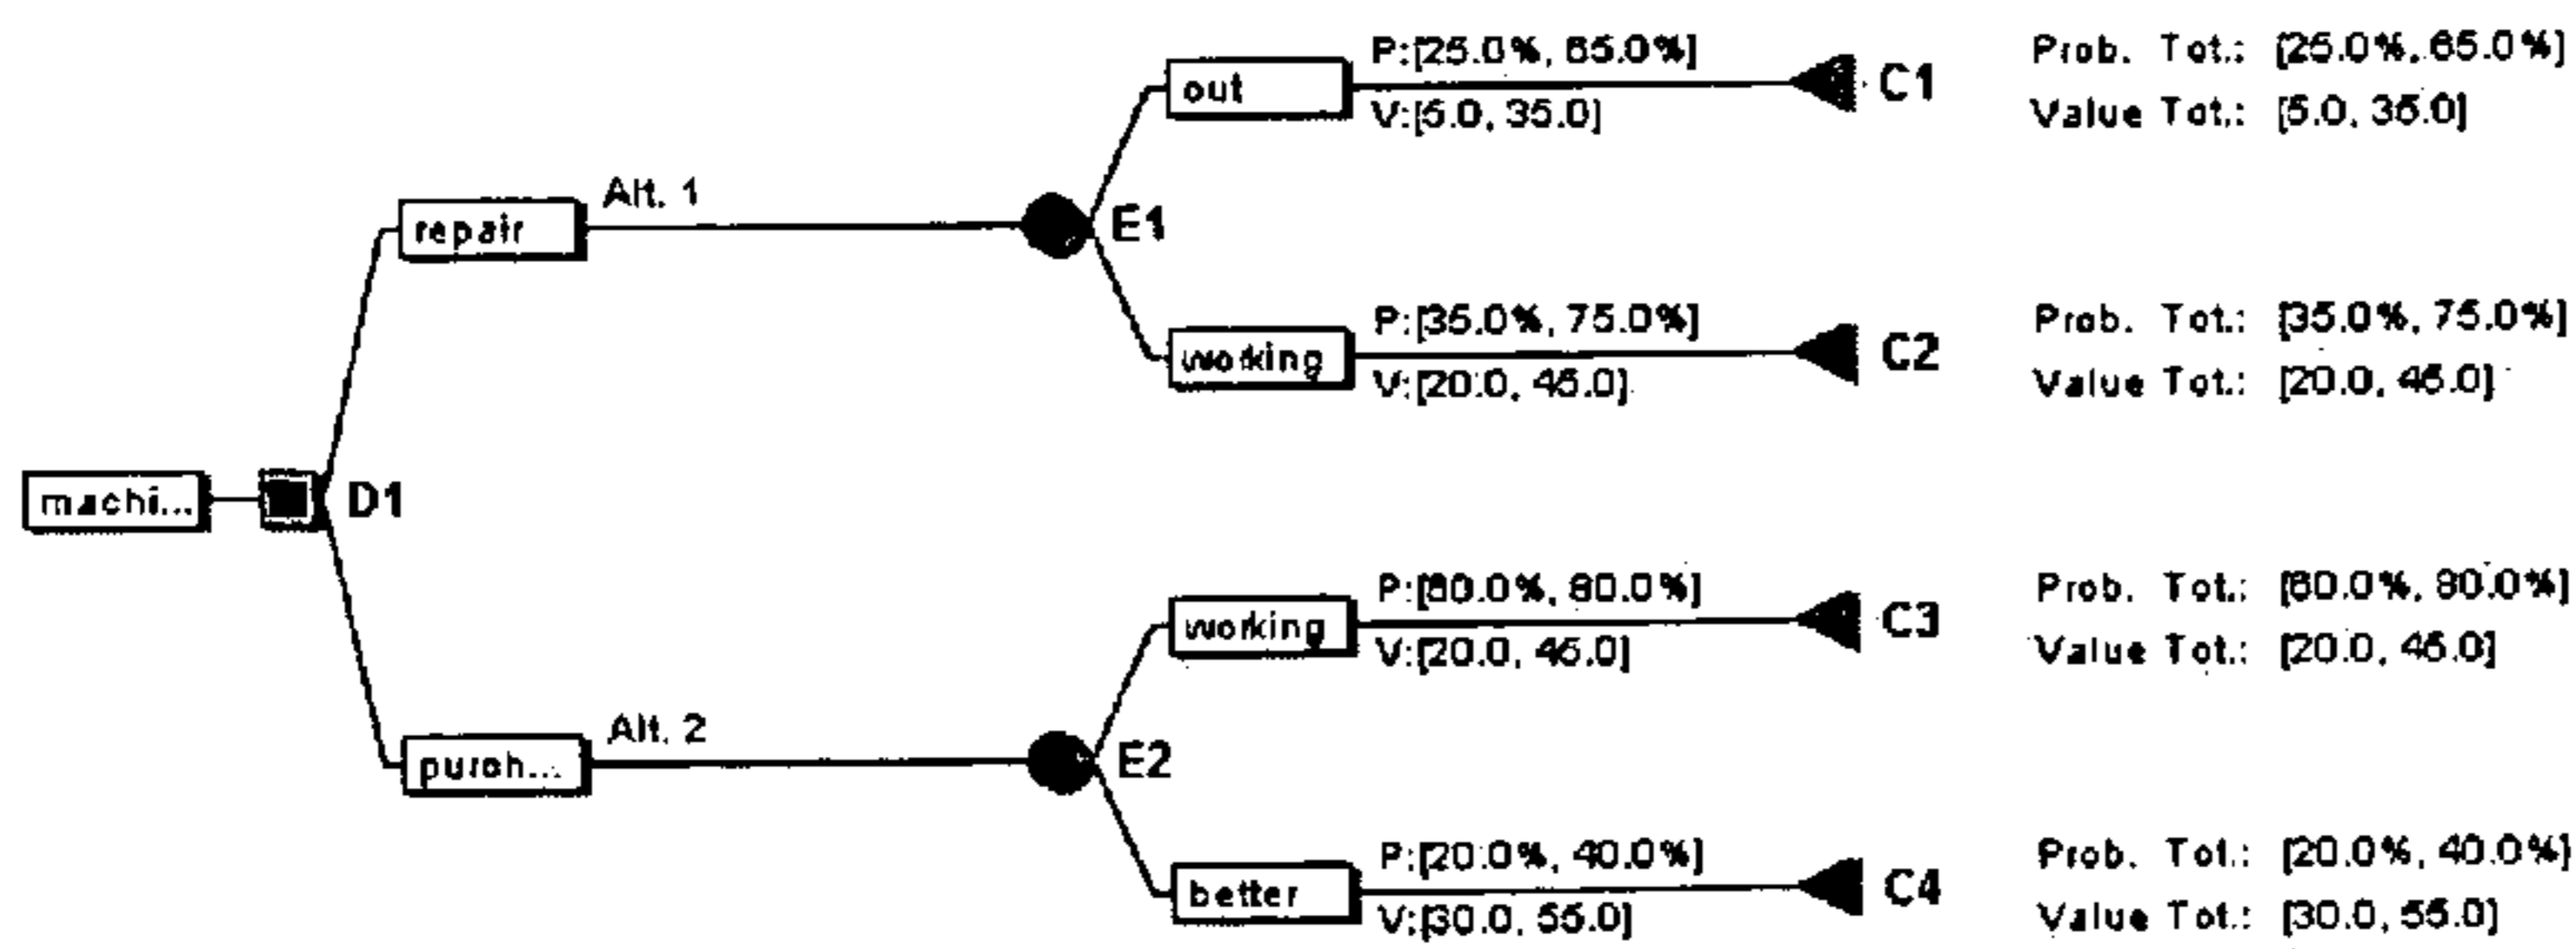 P:[25.0%, 65.0%]
out
V:[5.0, 35.0]
C1
Prob. Tot.: [25.0%, 65.0%]
Value Tot.: [5.0, 35.0]
Alt. 1
repair
E1
P:[35.0%, 75.0%]
working
V:[20.0, 45.0]
C2
Prob. Tot.: [35.0%, 75.0%]
Value Tot.: [20.0, 45.0]
machi...
D1
P:[60.0%, 80.0%]
working
V:[20.0, 45.0]
C3
Prob. Tot.: [60.0%, 80.0%]
Value Tot.: [20.0, 45.0]
Alt. 2
purch...
E2
P:[20.0%, 40.0%]
better
V:[30.0, 55.0]
C4
Prob. Tot.: [20.0%, 40.0%]
Value Tot.: [30.0, 55.0]